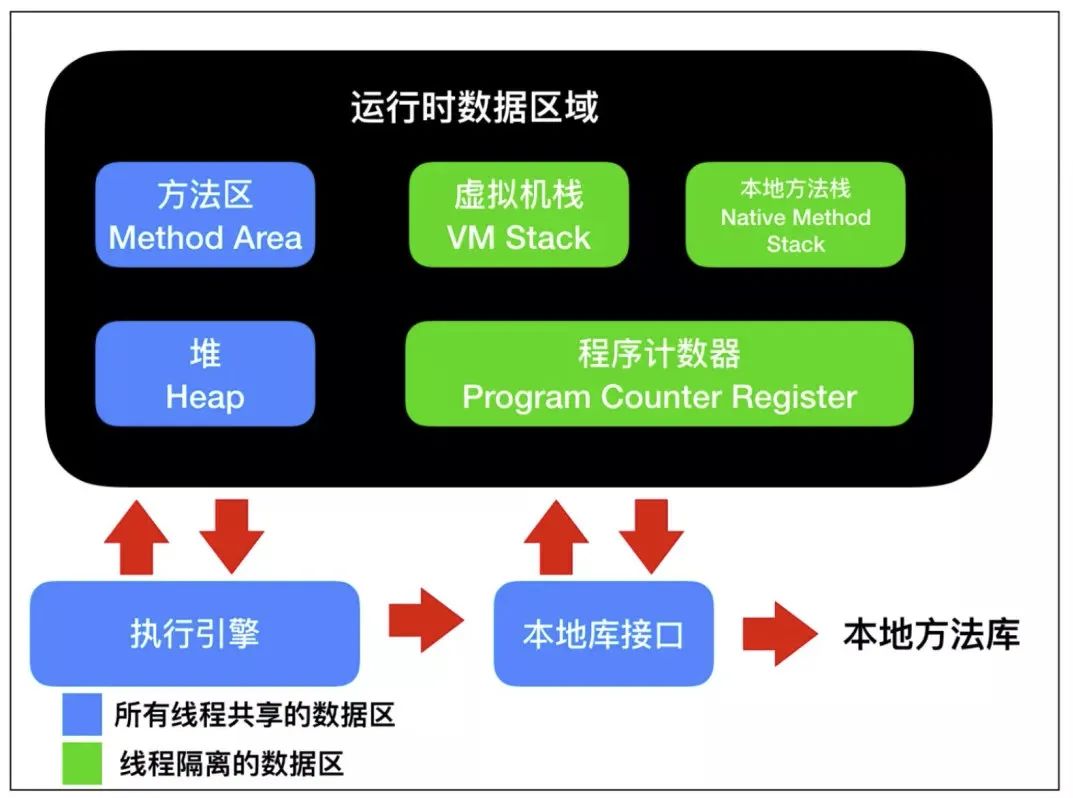 运行时数据区域
方法区
Method Area
虚拟机栈
VM Stack
本地方法栈
Native Method
Stack
堆
Heap
程序计数器
Program Counter Register
执行引擎
本地库接口
本地方法库
所有线程共享的数据区
线程隔离的数据区